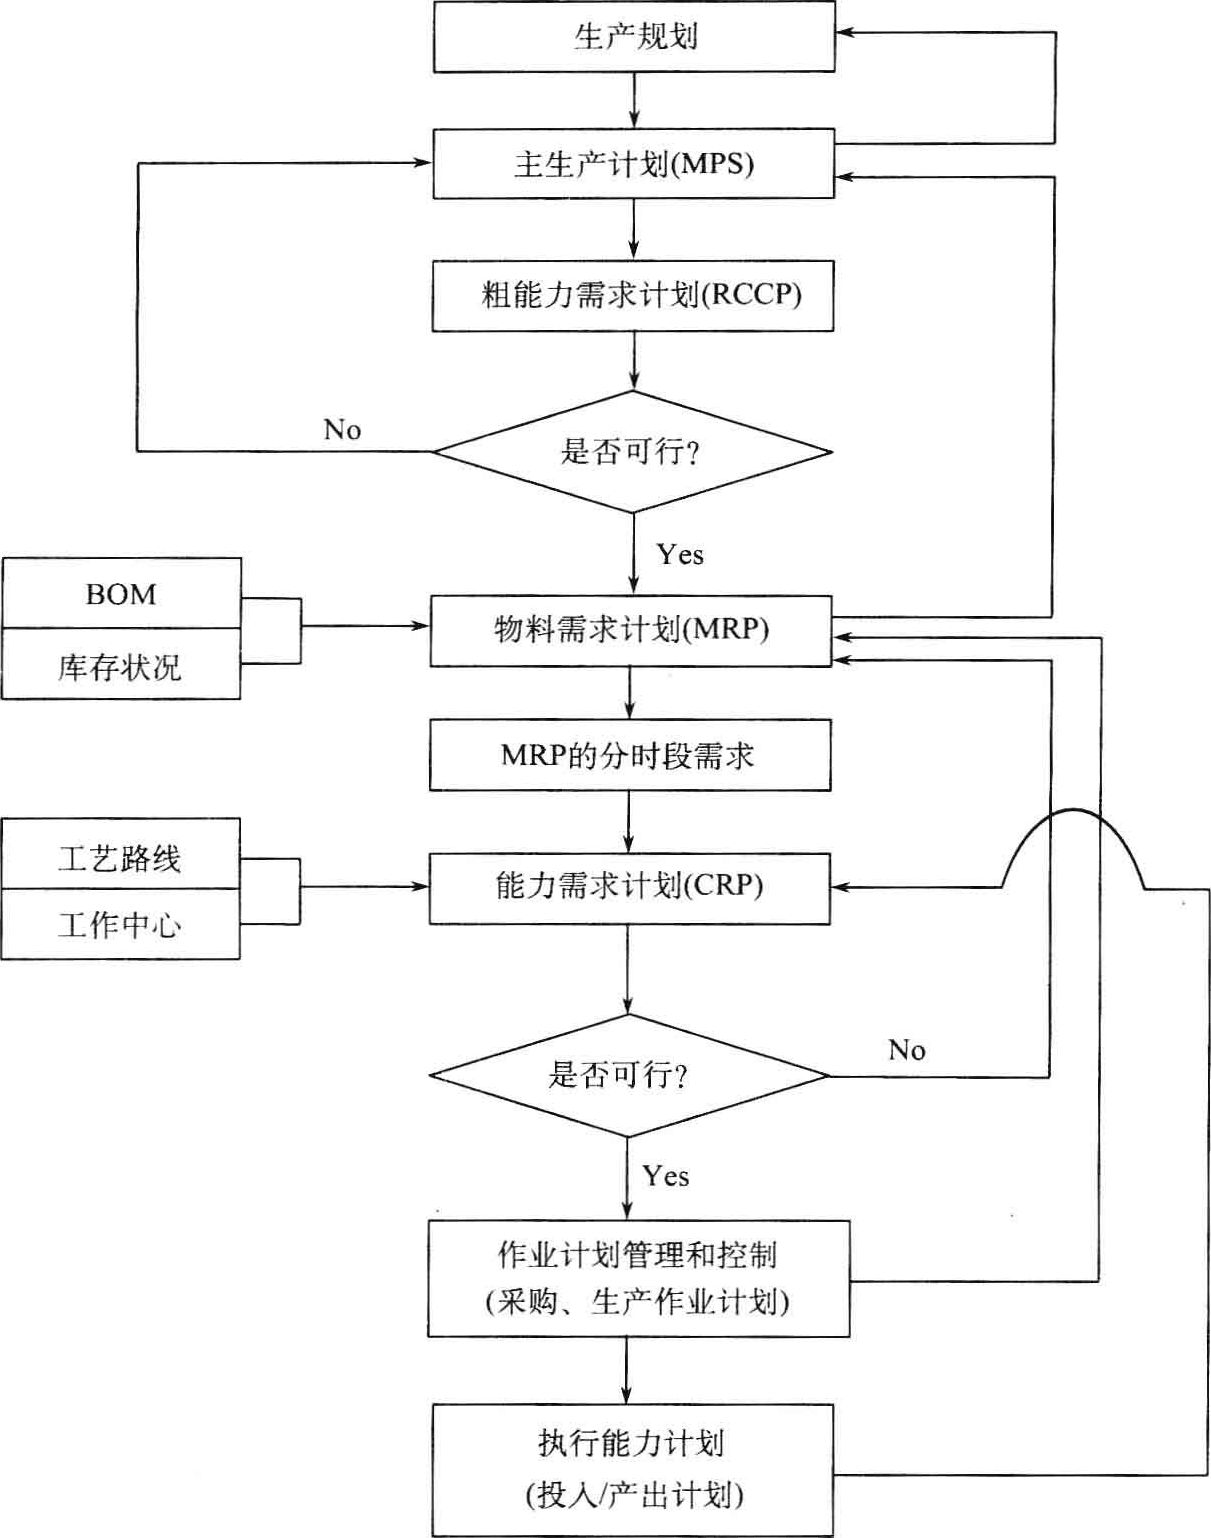 生产规划
主生产计划(MPS)
粗能力需求计划(RCCP)
是否可行?
No
Yes
BOM
库存状况
物料需求计划(MRP)
MRP的分时段需求
工艺路线
工作中心
能力需求计划(CRP)
是否可行?
No
Yes
作业计划管理和控制
(采购、生产作业计划)
执行能力计划
(投入/产出计划)